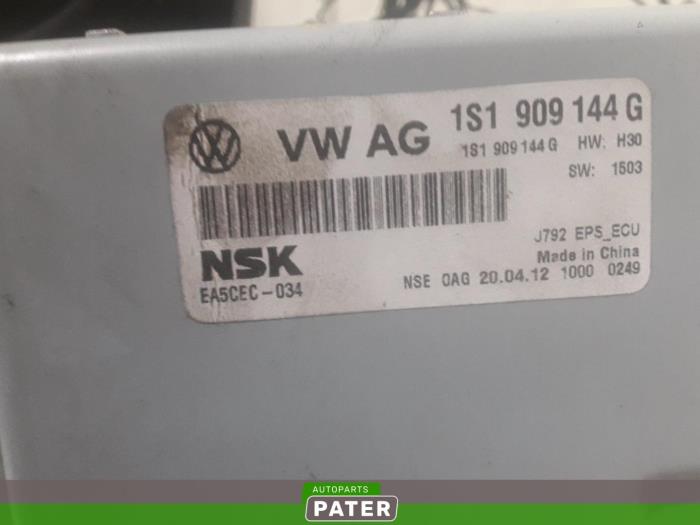 VW AG
1S1 909 144 G
1S1 909 144 G HW: H30
SW: 1503
J792 EPS_ECU
Made in China
NSK
EA5CEC-034
NSE 0AG 20.04.12 1000 0249
AUTOPARTS
PATER